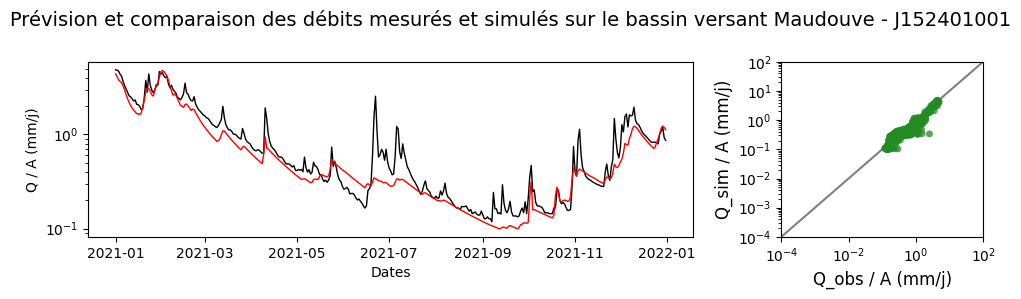 Prévision et comparaison des débits mesurés et simulés sur le bassin versant Maudouve - J152401001
Q / A (mm/j)
10⁰
10⁻¹
2021-01 2021-03 2021-05 2021-07 2021-09 2021-11 2022-01
Dates
Q_sim / A (mm/j)
10²
10¹
10⁰
10⁻¹
10⁻²
10⁻³
10⁻⁴
10⁻⁴ 10⁻² 10⁰ 10²
Q_obs / A (mm/j)